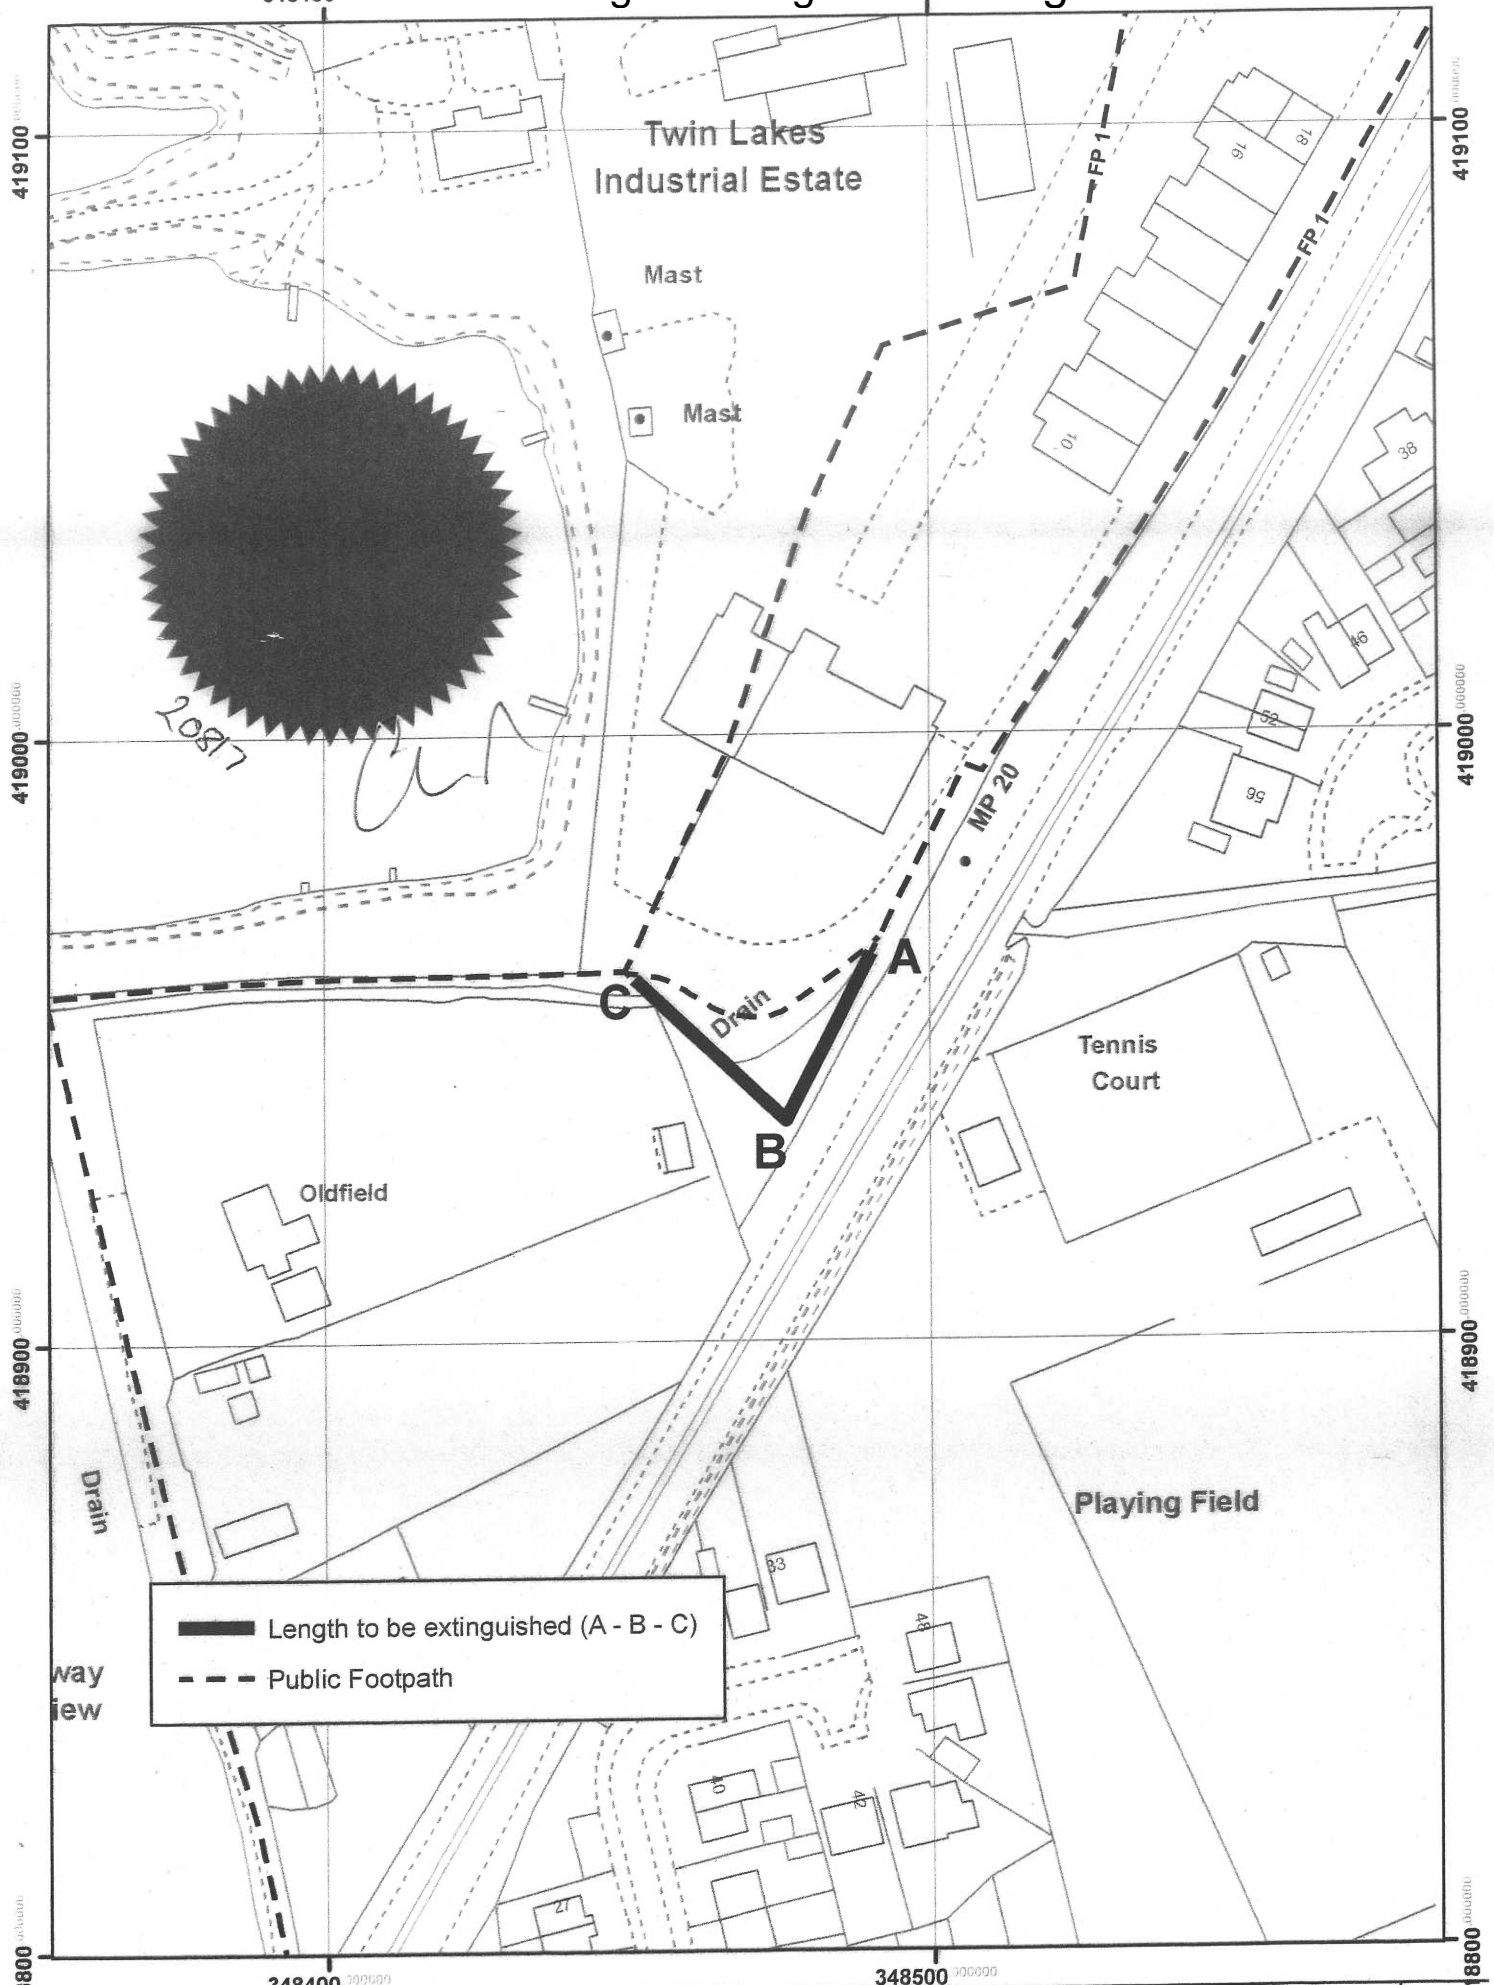 419100
419100
FP 1
18
16
Twin Lakes
Industrial Estate
FP 1
Mast
Mast
10
38
46
52
56
419000
419000
20817
MP 20
A
C
Drain
B
Tennis
Court
Oldfield
418900
418900
Drain
Playing Field
33
48
Length to be extinguished (A - B - C)
Public Footpath
way
iew
40
42
27
348400
348500